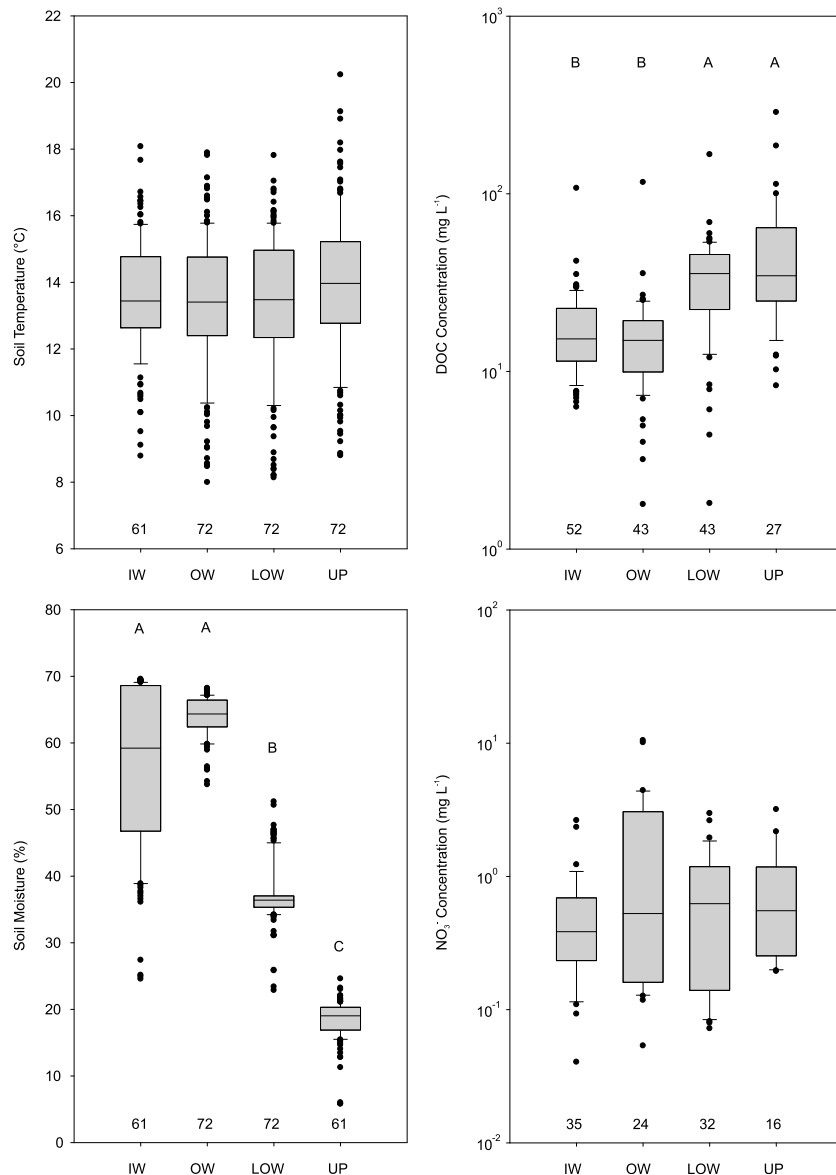 22
20
18
16
14
12
10
8
6
Soil Temperature (°C)
61 72 72 72
IW OW LOW UP
10³
10²
10¹
10⁰
DOC Concentration (mg L⁻¹)
B B A A
52 43 43 27
IW OW LOW UP
80
70
60
50
40
30
20
10
0
Soil Moisture (%)
A A
B
C
61 72 72 61
IW OW LOW UP
10²
10¹
10⁰
10⁻¹
10⁻²
NO₃⁻ Concentration (mg L⁻¹)
35 24 32 16
IW OW LOW UP